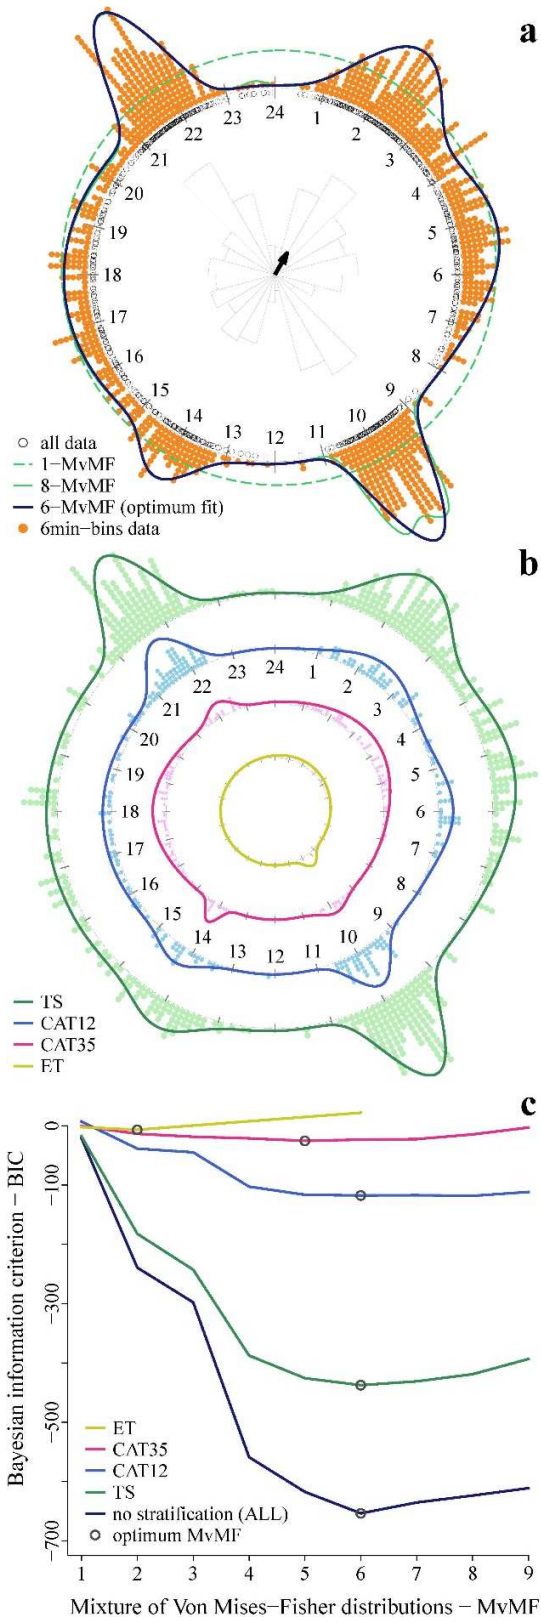 a
24
1
2
3
4
5
6
7
8
9
10
11
12
13
14
15
16
17
18
19
20
21
22
23
all data
1−MvMF
8−MvMF
6−MvMF (optimum fit)
6min−bins data
b
24
1
2
3
4
5
6
7
8
9
10
11
12
13
14
15
16
17
18
19
20
21
22
23
TS
CAT12
CAT35
ET
c
Bayesian information criterion − BIC
0
−100
−300
−500
−700
ET
CAT35
CAT12
TS
no stratification (ALL)
optimum MvMF
1 2 3 4 5 6 7 8 9
Mixture of Von Mises−Fisher distributions − MvMF